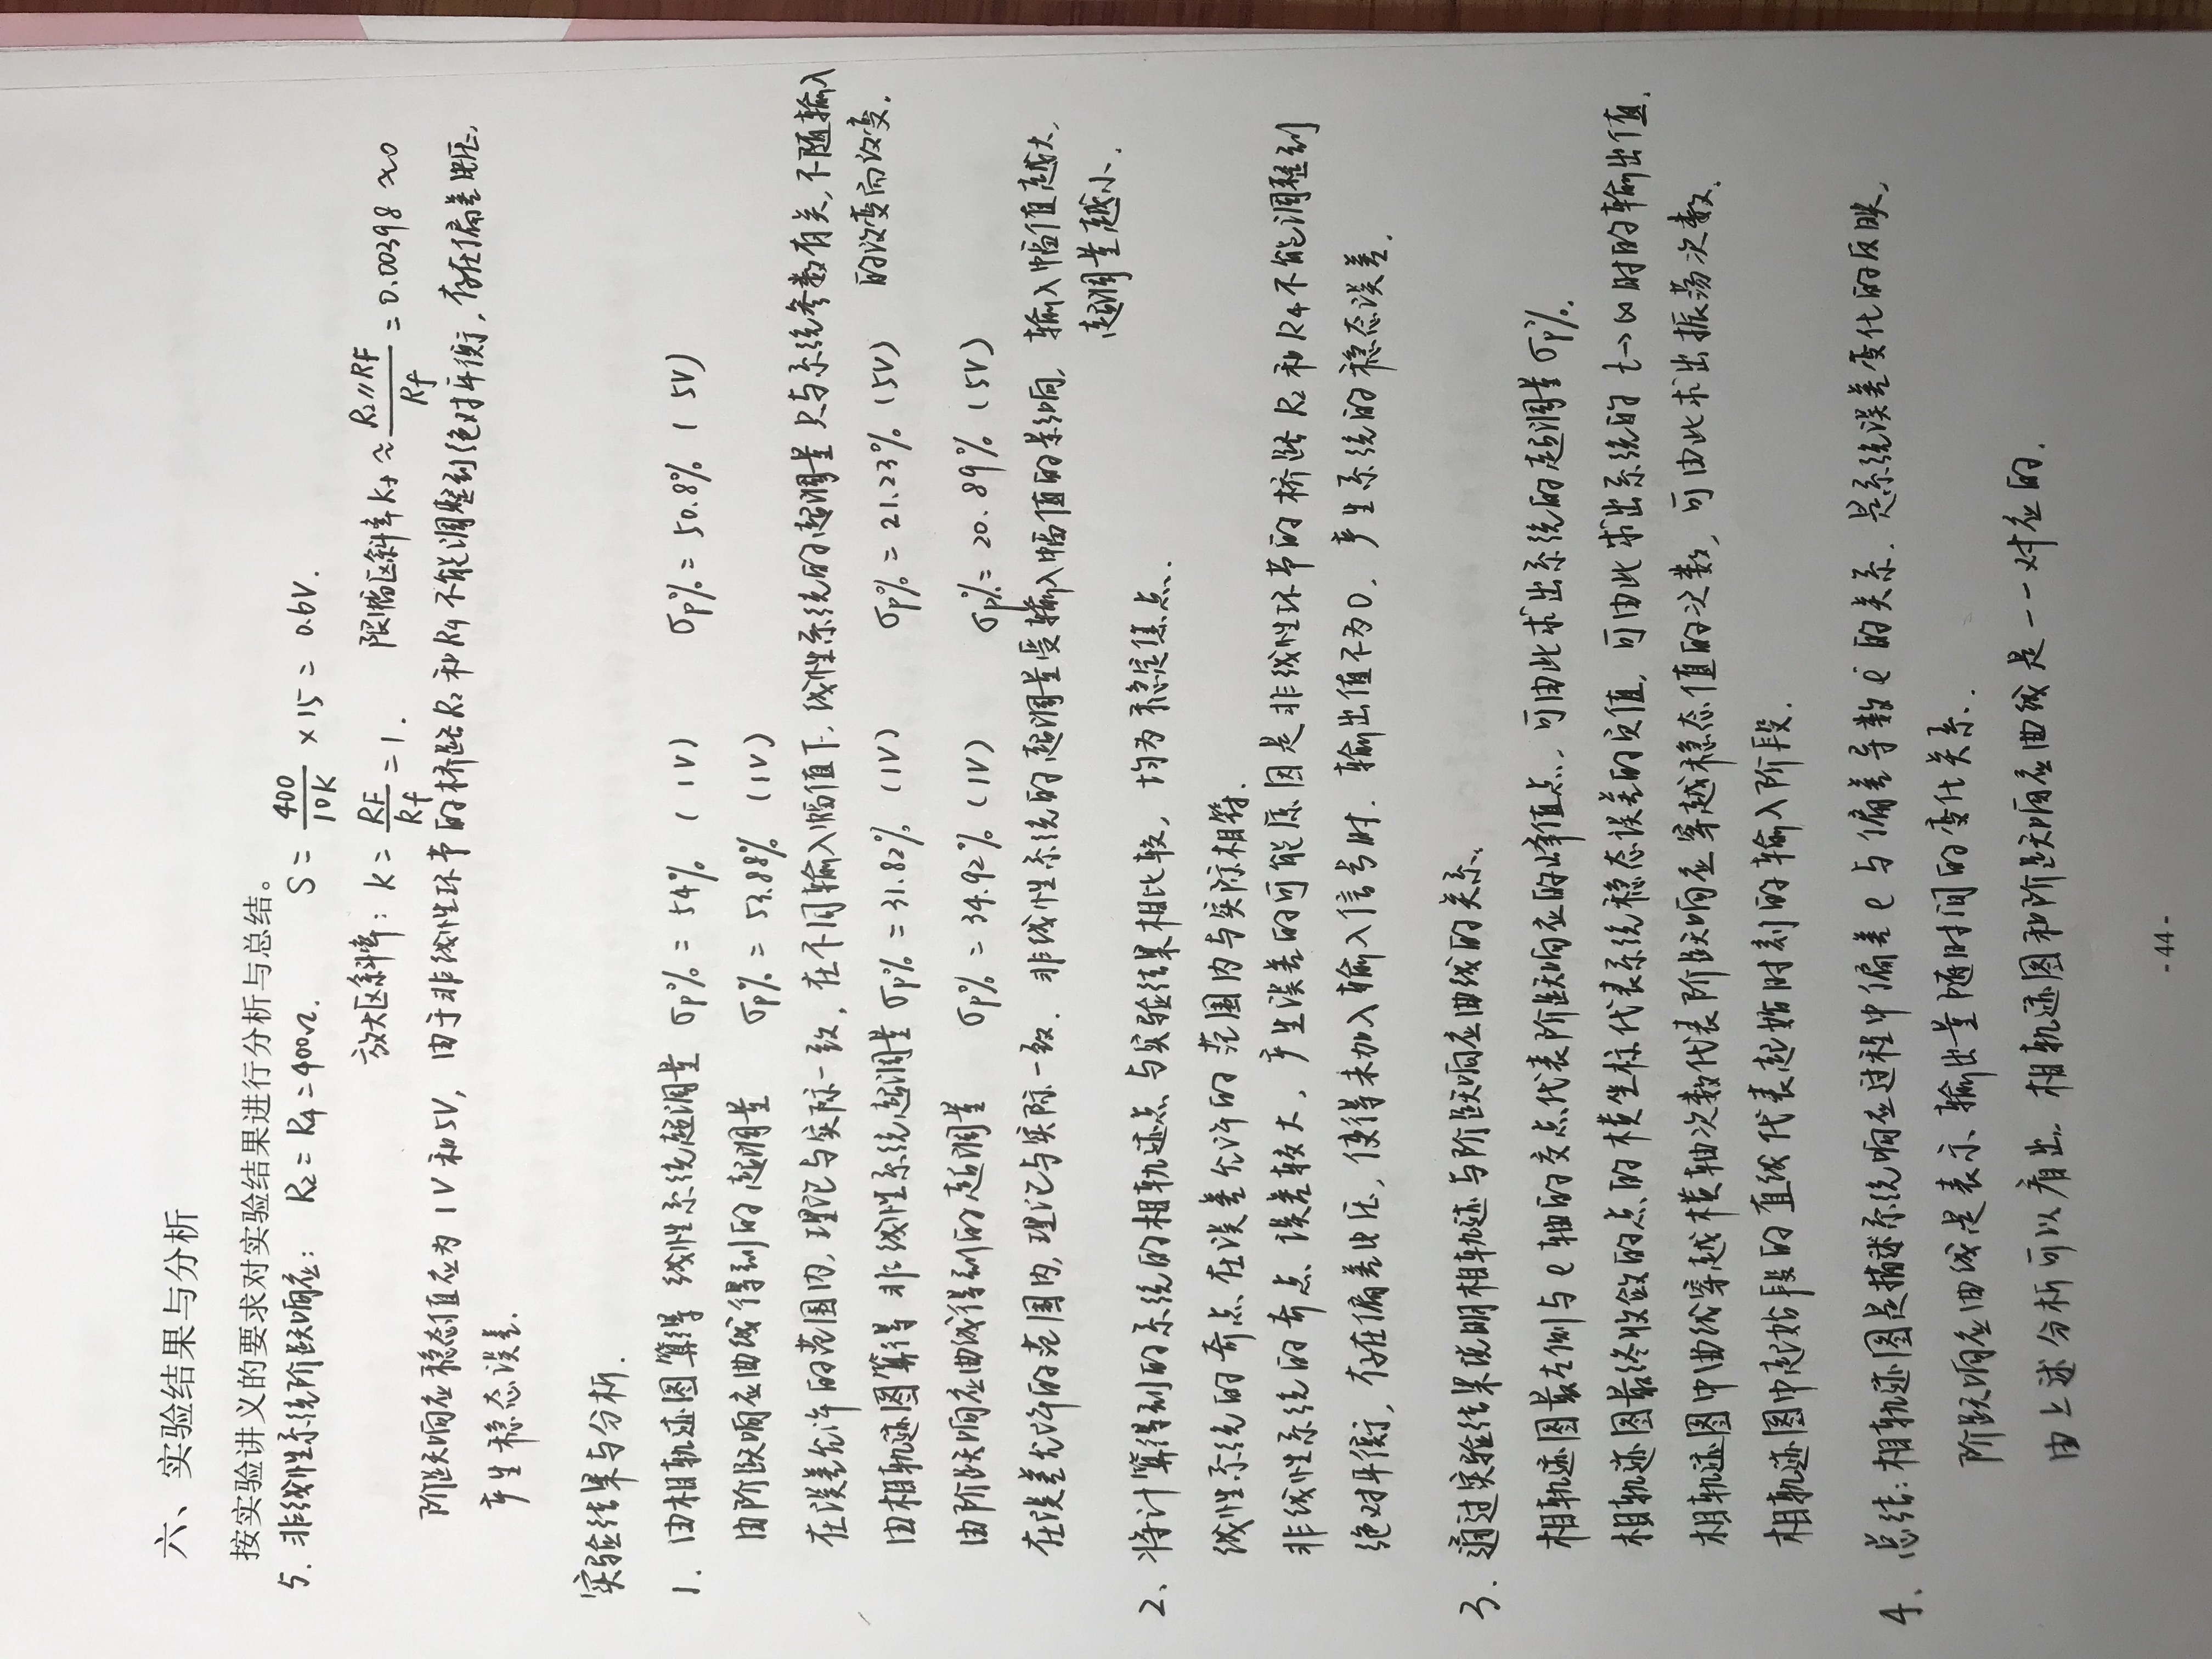 六、实验结果与分析
按实验讲义的要求对实验结果进行分析与总结。
5. 非线性系统阶跃响应: R2 = R4 = 400Ω. S = 400/10K × 15 = 0.6V.
放大区斜率: K = RF/Rf = 1. 限幅区斜率 Kf ≈ R2//RF/Rf = 0.00398 ≈0
阶跃响应稳态值应为 1V 和5V, 由于非线性环节的桥路R2 和 R4 不能调整到绝对平衡, 存在偏差电压,
产生稳态误差.
实验结果与分析.
1. 由相轨迹图算得 线性系统超调量 σp% = 54% (1V) σp% = 50.8% (5V)
由阶跃响应曲线得到的超调量 σp% = 53.88% (1V)
在误差允许的范围内, 理论与实际一致. 在不同输入幅值下, 线性系统的超调量只与系统参数有关, 不随输入
的改变而改变.
由相轨迹图算得 非线性系统超调量 σp% = 31.82% (1V) σp% = 21.23% (5V)
由阶跃响应曲线得到的超调量 σp% = 34.92% (1V) σp% = 20.89% (5V)
在误差允许的范围内, 理论与实际一致. 非线性系统的超调量受输入幅值的影响, 输入幅值越大,
超调量越小.
2、将计算得到的系统的相轨迹点与实验结果相比较, 均为稳定焦点.
线性系统的奇点在误差允许的范围内与实际相符.
非线性系统的奇点 误差较大, 产生误差的可能原因是非线性环节的桥路 R2 和 R4 不能调整到
绝对平衡, 存在偏差电压, 使得未加入输入信号时. 输出值不为0. 产生系统的稳态误差.
3. 通过实验结果说明相轨迹与阶跃响应曲线的关系.
相轨迹图最左侧与 e 轴的交点代表阶跃响应的峰值点, 可由此求出系统的超调量 σp%.
相轨迹图最终收敛的点的横坐标代表系统稳态误差的负值, 可由此求出系统的 t→∞ 时的输出值.
相轨迹图中曲线穿越横轴次数代表阶跃响应穿越稳态值的次数, 可由此求出振荡次数.
相轨迹图中起始段的直线代表起始时刻的输入阶段.
4、总结: 相轨迹图是描述系统响应过程中偏差 e 与偏差导数 ė 的关系. 是系统误差变化的反映,
阶跃响应曲线是表示输出量随时间的变化关系.
由上述分析可以看出. 相轨迹图和阶跃响应曲线是一一对应的.
- 44 -